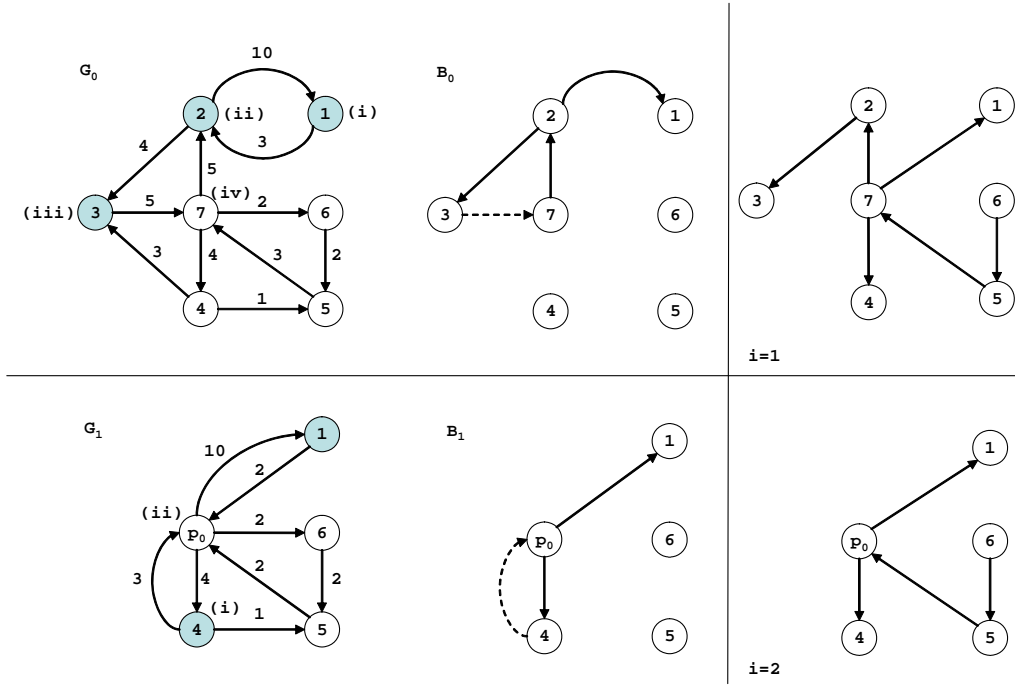 10
G₀
B₀
2 (ii) 1 (i)
2 1
2 1
4 3
5
(iv)
(iii) 3 5 7 2 6
3 7 6
3 7 6
3 4 3 2
4 1 5
4 5
4 5
i=1
G₁
B₁
1
1
1
10 2
(ii)
p₀ 2 6
p₀ 6
p₀ 6
3 4 2 2
(i)
4 1 5
4 5
4 5
i=2